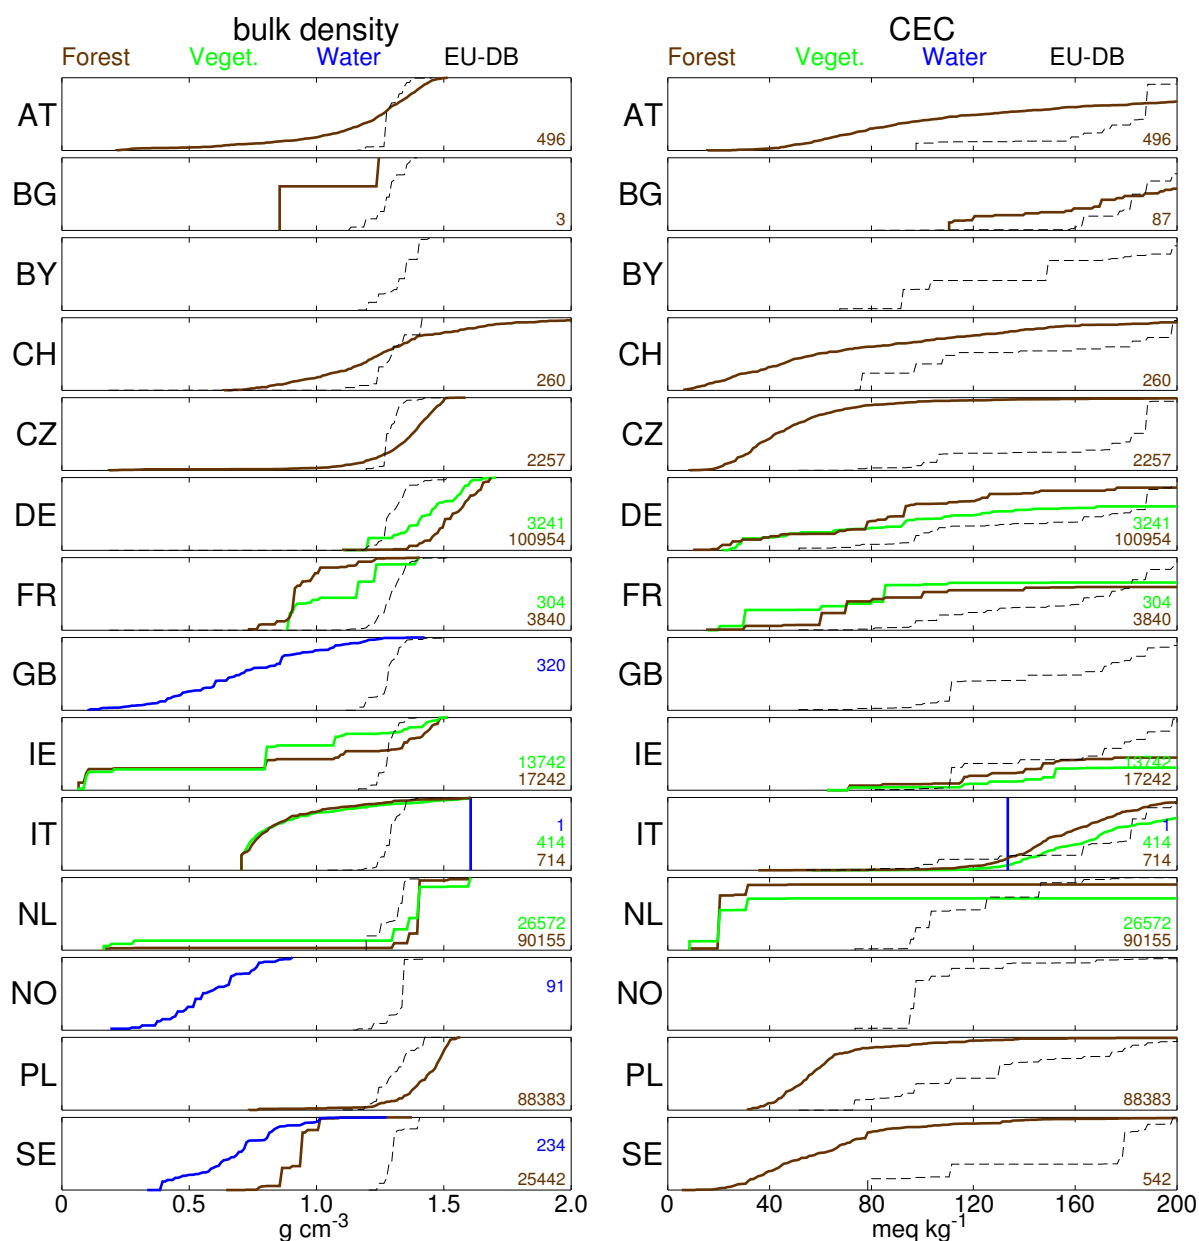 bulk density
Forest Veget. Water EU-DB
AT
496
BG
3
BY
CH
260
CZ
2257
DE
3241
100954
FR
304
3840
GB
320
IE
13742
17242
IT
1
414
714
NL
26572
90155
NO
91
PL
88383
SE
234
25442
0 0.5 1.0 1.5 2.0
g cm-3
CEC
Forest Veget. Water EU-DB
AT
496
BG
87
BY
CH
260
CZ
2257
DE
3241
100954
FR
304
3840
GB
IE
13742
17242
IT
1
414
714
NL
26572
90155
NO
PL
88383
SE
542
0 40 80 120 160 200
meq kg-1